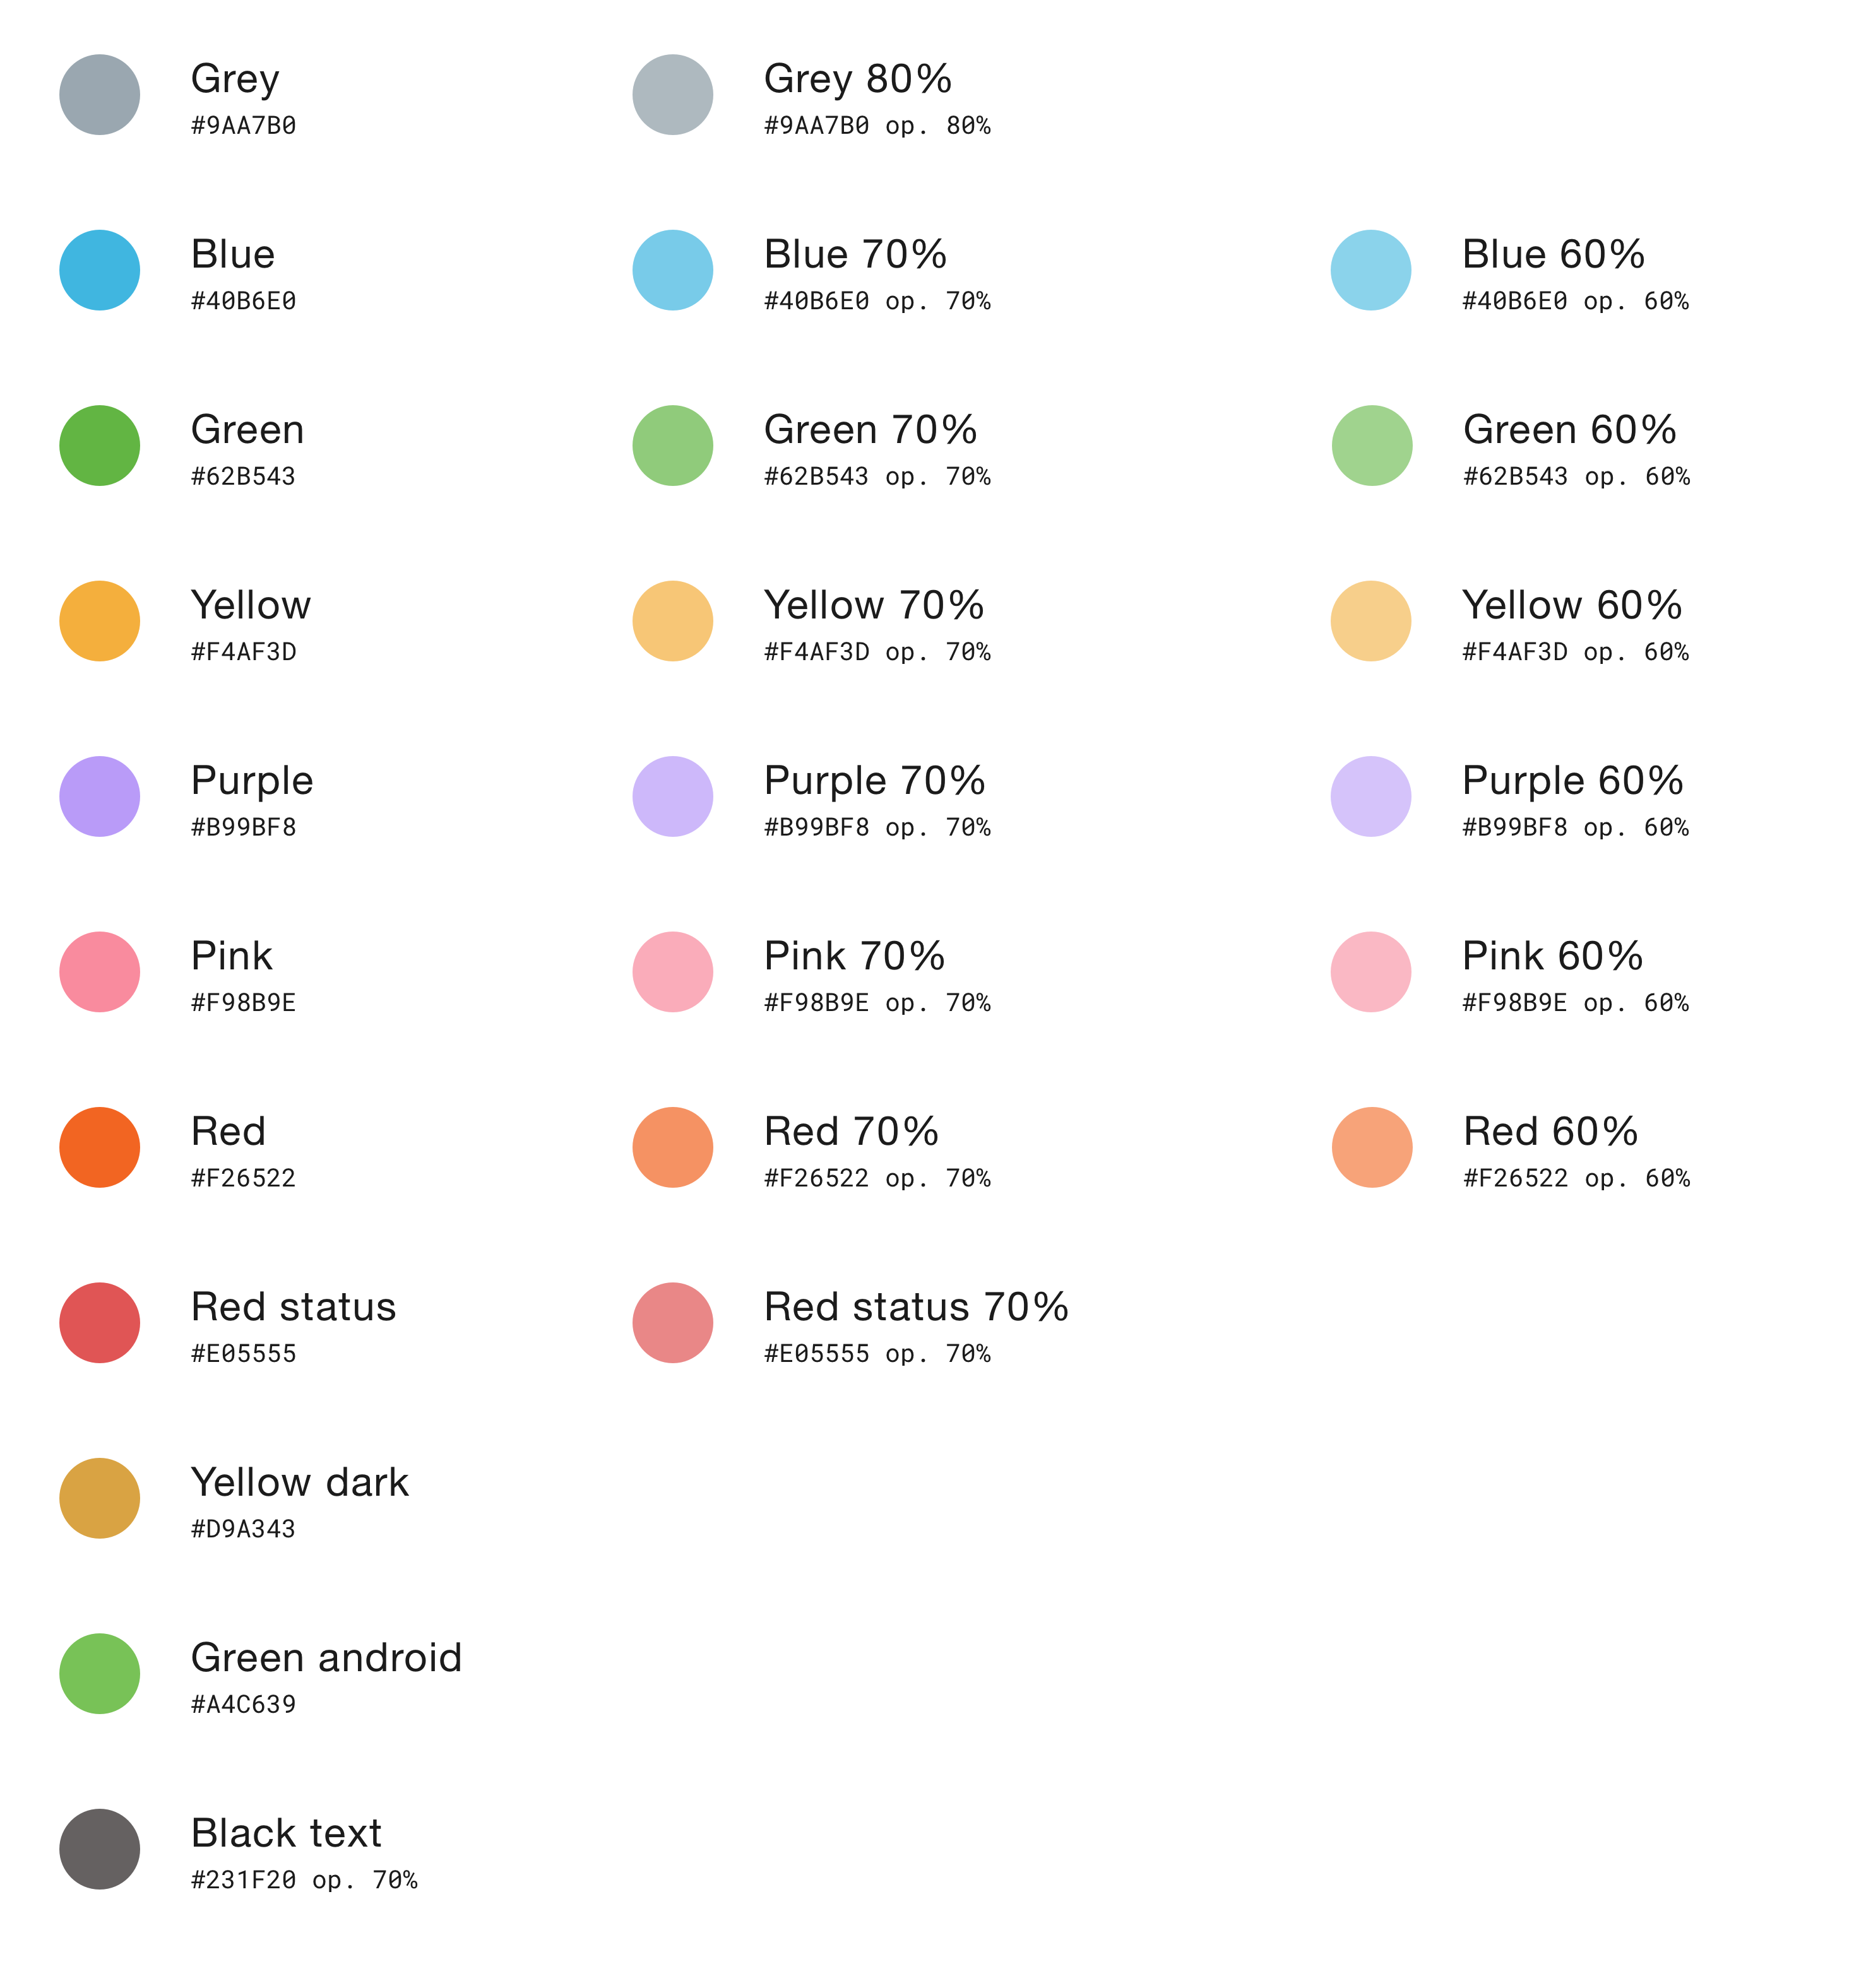 Grey
#9AA7B0
Grey 80%
#9AA7B0 op. 80%
Blue
#40B6E0
Blue 70%
#40B6E0 op. 70%
Blue 60%
#40B6E0 op. 60%
Green
#62B543
Green 70%
#62B543 op. 70%
Green 60%
#62B543 op. 60%
Yellow
#F4AF3D
Yellow 70%
#F4AF3D op. 70%
Yellow 60%
#F4AF3D op. 60%
Purple
#B99BF8
Purple 70%
#B99BF8 op. 70%
Purple 60%
#B99BF8 op. 60%
Pink
#F98B9E
Pink 70%
#F98B9E op. 70%
Pink 60%
#F98B9E op. 60%
Red
#F26522
Red 70%
#F26522 op. 70%
Red 60%
#F26522 op. 60%
Red status
#E05555
Red status 70%
#E05555 op. 70%
Yellow dark
#D9A343
Green android
#A4C639
Black text
#231F20 op. 70%